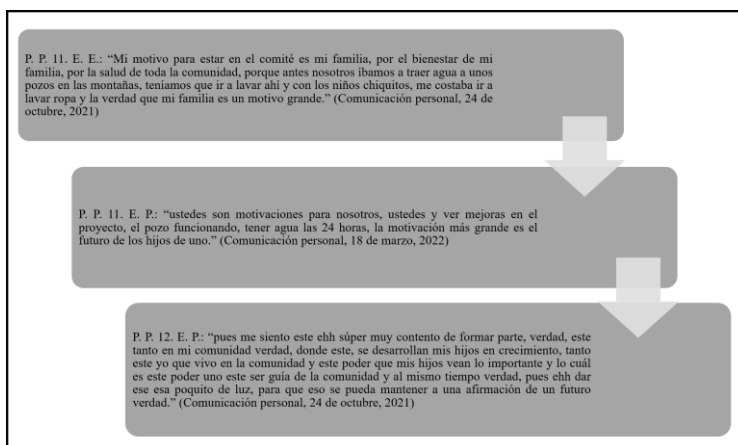 P. P. 11. E. E.: “Mi motivo para estar en el comité es mi familia, por el bienestar de mi
familia, por la salud de toda la comunidad, porque antes nosotros íbamos a traer agua a unos
pozos en las montañas, teníamos que ir a lavar ahí y con los niños chiquitos, me costaba ir a
lavar ropa y la verdad que mi familia es un motivo grande.” (Comunicación personal, 24 de
octubre, 2021)
P. P. 11. E. P.: “ustedes son motivaciones para nosotros, ustedes y ver mejoras en el
proyecto, el pozo funcionando, tener agua las 24 horas, la motivación más grande es el
futuro de los hijos de uno.” (Comunicación personal, 18 de marzo, 2022)
P. P. 12. E. P.: “pues me siento este ehh súper muy contento de formar parte, verdad, este
tanto en mi comunidad verdad, donde este, se desarrollan mis hijos en crecimiento, tanto
este yo que vivo en la comunidad y este poder que mis hijos vean lo importante y lo cuál
es este poder uno este ser guía de la comunidad y al mismo tiempo verdad, pues ehh dar
ese esa poquito de luz, para que eso se pueda mantener a una afirmación de un futuro
verdad.” (Comunicación personal, 24 de octubre, 2021)